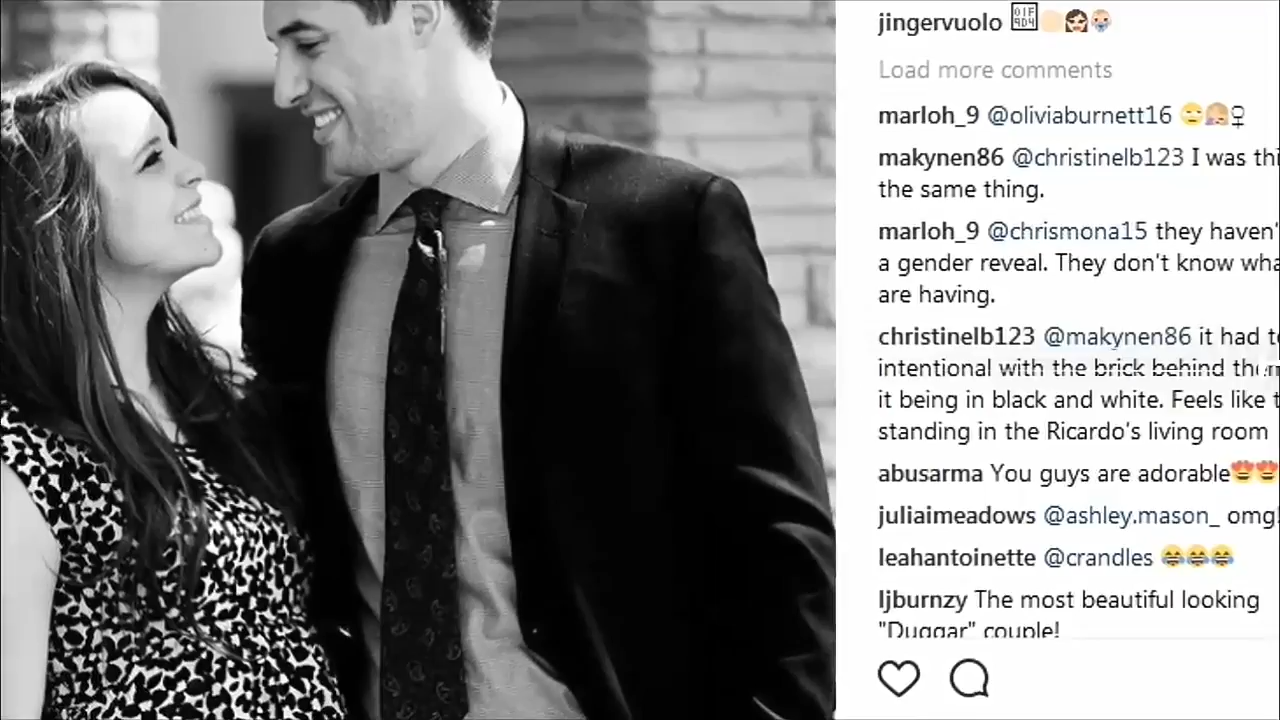 jingervuolo
Load more comments
marloh_9 @oliviaburnett16
makynen86 @christinelb123 I was
the same thing.
marloh_9 @chrismona15 they haven'
a gender reveal. They don't know
are having.
christinelb123 @makynen86 it had
intentional with the brick behind
it being in black and white. Feels like
standing in the Ricardo's living room
abusarma You guys are adorable😍😍
juliaimeadows @ashley.mason_ omg!
leahantoinette @crandles 😂😂😂
ljburnzy The most beautiful looking
"Duggar" couple!